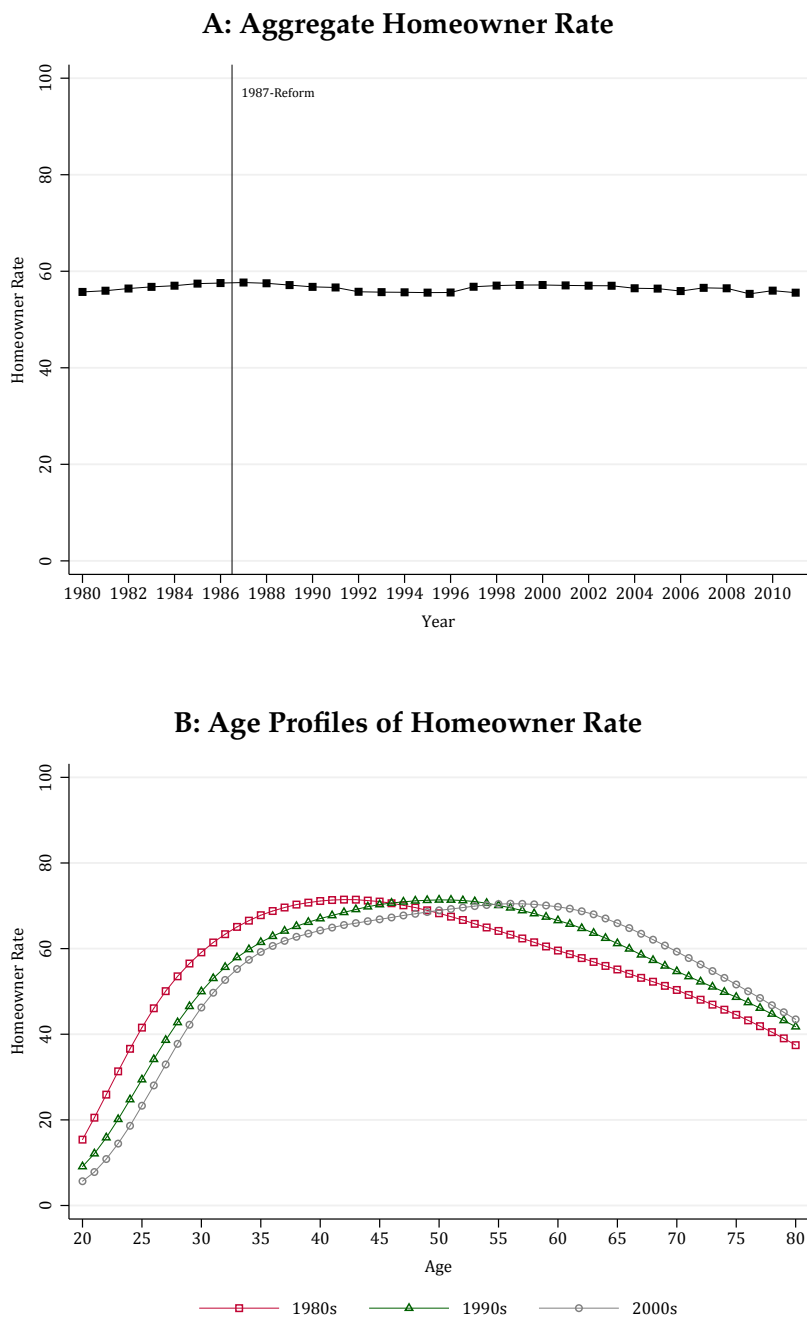 A: Aggregate Homeowner Rate
100
1987-Reform
80
60
40
20
0
Homeowner Rate
1980 1982 1984 1986 1988 1990 1992 1994 1996 1998 2000 2002 2004 2006 2008 2010
Year
B: Age Profiles of Homeowner Rate
100
80
60
40
20
0
Homeowner Rate
20 25 30 35 40 45 50 55 60 65 70 75 80
Age
1980s 1990s 2000s